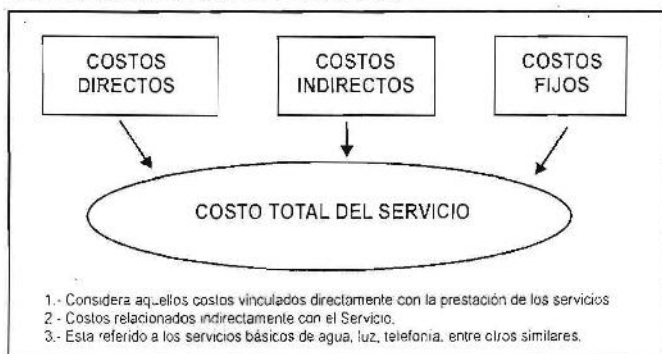 COSTOS DIRECTOS
COSTOS INDIRECTOS
COSTOS FIJOS
COSTO TOTAL DEL SERVICIO
1.- Considera aquellos costos vinculados directamente con la prestación de los servicios
2.- Costos relacionados indirectamente con el Servicio.
3.- Esta referido a los servicios básicos de agua, luz, telefonia, entre otros similares.